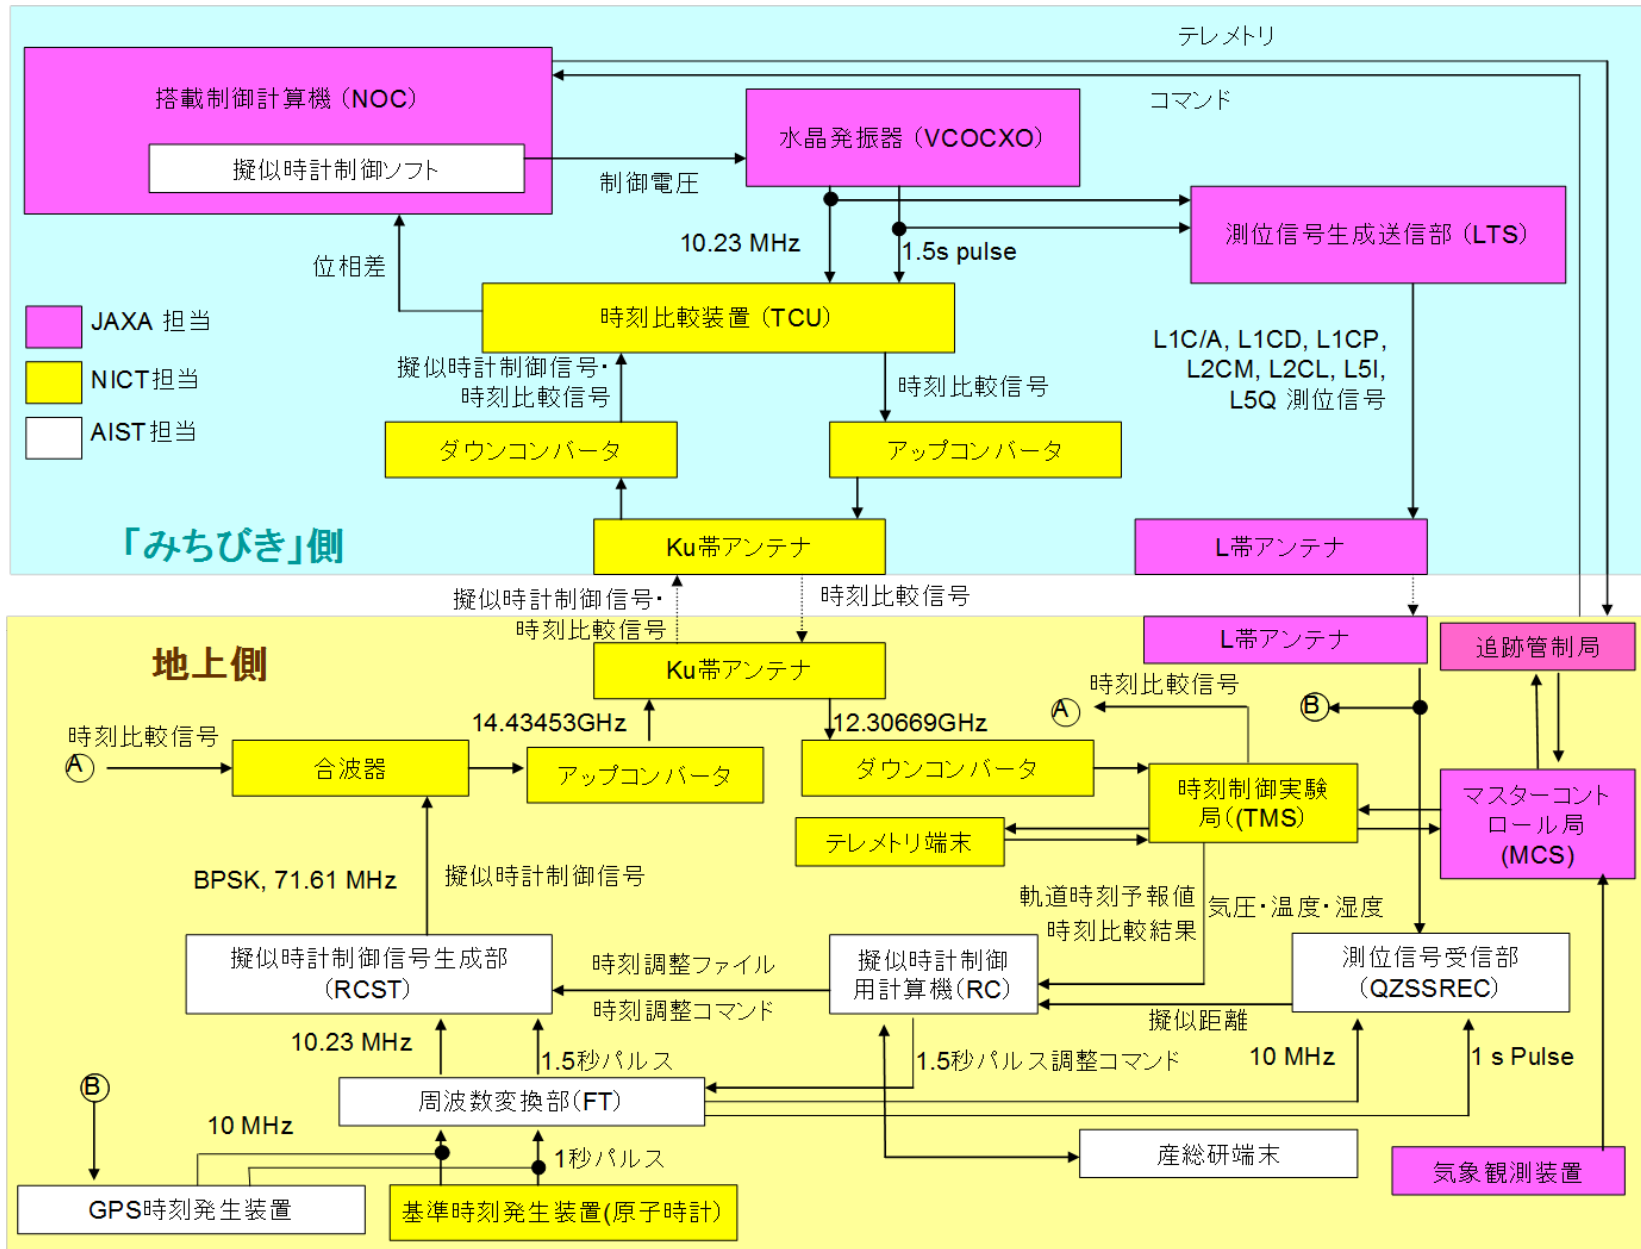 テレメトリ
搭載制御計算機 (NOC)
コマンド
水晶発振器 (VCOCXO)
擬似時計制御ソフト
制御電圧
測位信号生成送信部 (LTS)
10.23 MHz
1.5s pulse
位相差
時刻比較装置 (TCU)
JAXA 担当
NICT担当
AIST担当
擬似時計制御信号・
時刻比較信号
時刻比較信号
L1C/A, L1CD, L1CP,
L2CM, L2CL, L5I,
L5Q 測位信号
ダウンコンバータ
アップコンバータ
「みちびき」側
Ku帯アンテナ
L帯アンテナ
擬似時計制御信号・
時刻比較信号
時刻比較信号
地上側
Ku帯アンテナ
L帯アンテナ
追跡管制局
時刻比較信号
A
14.43453GHz
12.30669GHz
時刻比較信号
A
B
合波器
アップコンバータ
ダウンコンバータ
時刻制御実験
局((TMS)
マスターコント
ロール局
(MCS)
テレメトリ端末
BPSK, 71.61 MHz
擬似時計制御信号
軌道時刻予報値
時刻比較結果
気圧・温度・湿度
擬似時計制御信号生成部
(RCST)
時刻調整ファイル
時刻調整コマンド
擬似時計制御
用計算機(RC)
測位信号受信部
(QZSSREC)
擬似距離
10.23 MHz
1.5秒パルス
1.5秒パルス調整コマンド
10 MHz
1 s Pulse
B
周波数変換部(FT)
10 MHz
1秒パルス
産総研端末
気象観測装置
GPS時刻発生装置
基準時刻発生装置(原子時計)